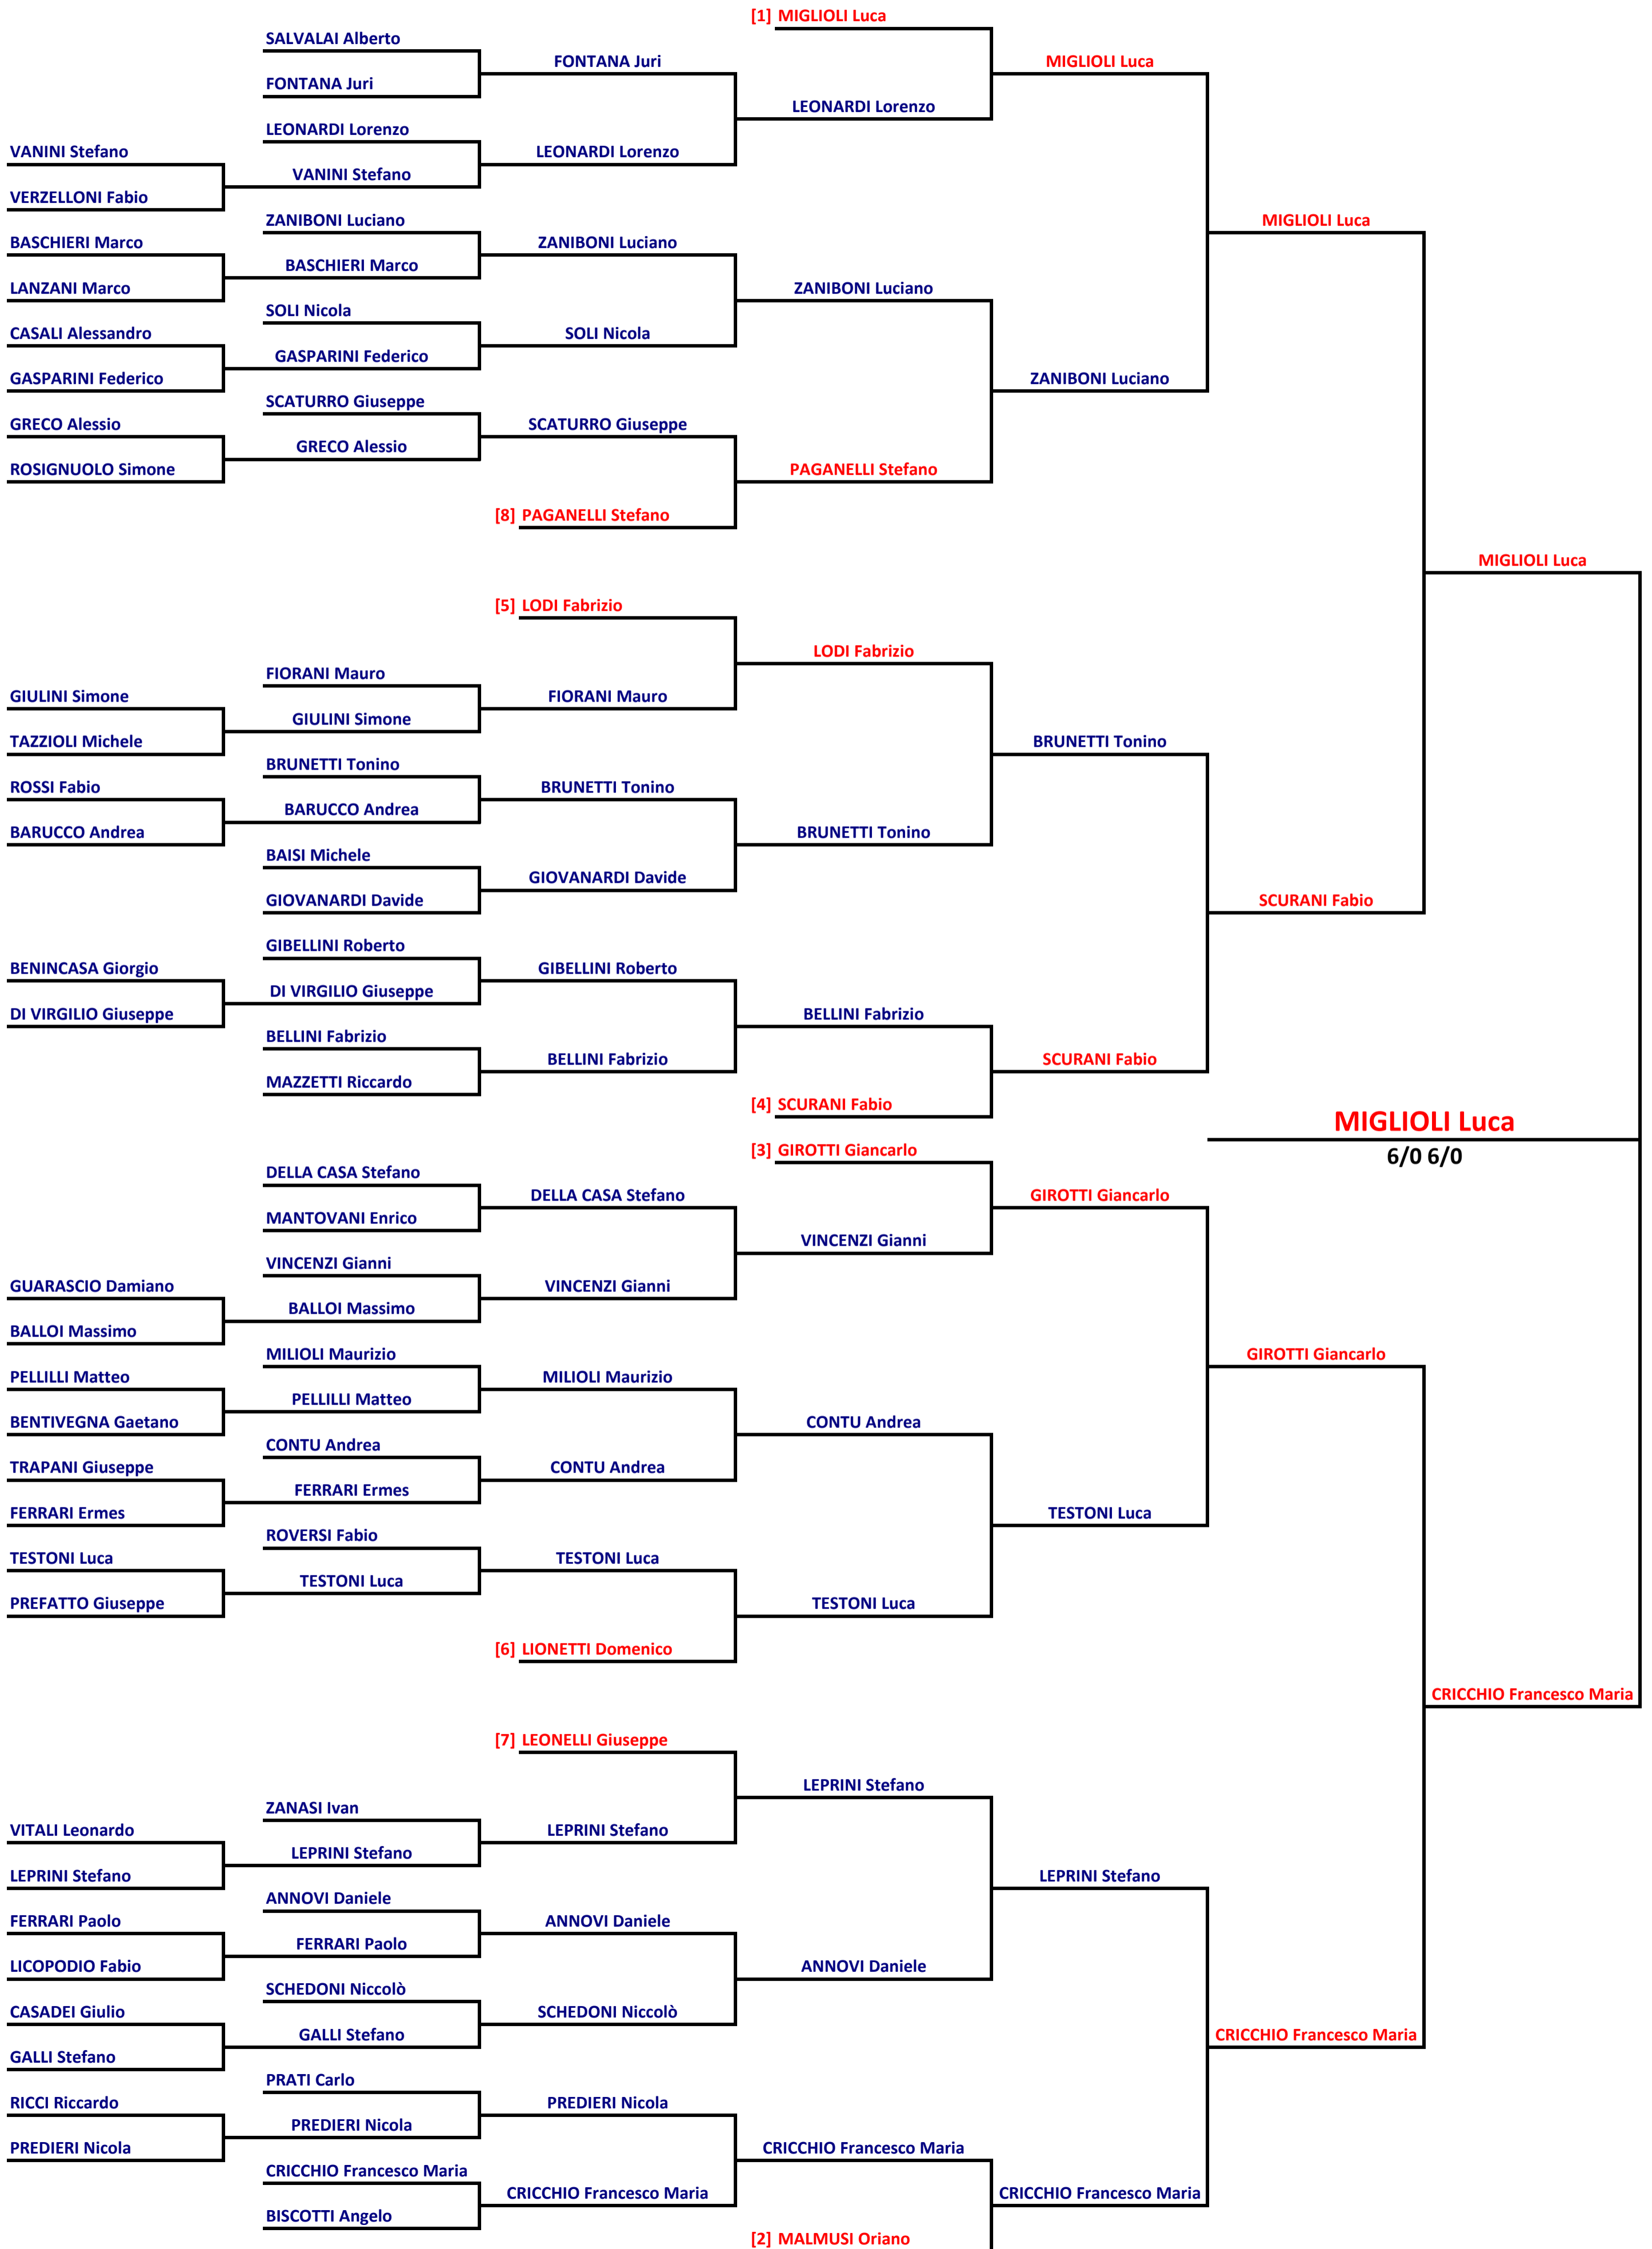 [1] MIGLIOLI Luca
SALVALAI Alberto
FONTANA Juri
MIGLIOLI Luca
FONTANA Juri
LEONARDI Lorenzo
LEONARDI Lorenzo
VANINI Stefano
LEONARDI Lorenzo
VANINI Stefano
VERZELLONI Fabio
ZANIBONI Luciano
MIGLIOLI Luca
BASCHIERI Marco
ZANIBONI Luciano
BASCHIERI Marco
LANZANI Marco
ZANIBONI Luciano
SOLI Nicola
CASALI Alessandro
SOLI Nicola
GASPARINI Federico
GASPARINI Federico
ZANIBONI Luciano
SCATURRO Giuseppe
GRECO Alessio
SCATURRO Giuseppe
GRECO Alessio
ROSIGNUOLO Simone
PAGANELLI Stefano
[8] PAGANELLI Stefano
MIGLIOLI Luca
[5] LODI Fabrizio
LODI Fabrizio
FIORANI Mauro
GIULINI Simone
FIORANI Mauro
GIULINI Simone
TAZZIOLI Michele
BRUNETTI Tonino
BRUNETTI Tonino
ROSSI Fabio
BRUNETTI Tonino
BARUCCO Andrea
BARUCCO Andrea
BRUNETTI Tonino
BAISI Michele
GIOVANARDI Davide
GIOVANARDI Davide
SCURANI Fabio
GIBELLINI Roberto
BENINCASA Giorgio
GIBELLINI Roberto
DI VIRGILIO Giuseppe
DI VIRGILIO Giuseppe
BELLINI Fabrizio
BELLINI Fabrizio
BELLINI Fabrizio
SCURANI Fabio
MAZZETTI Riccardo
[4] SCURANI Fabio
MIGLIOLI Luca
6/0 6/0
[3] GIROTTI Giancarlo
DELLA CASA Stefano
DELLA CASA Stefano
GIROTTI Giancarlo
MANTOVANI Enrico
VINCENZI Gianni
VINCENZI Gianni
GUARASCIO Damiano
VINCENZI Gianni
BALLOI Massimo
BALLOI Massimo
MILIOLI Maurizio
GIROTTI Giancarlo
PELLILLI Matteo
MILIOLI Maurizio
PELLILLI Matteo
BENTIVEGNA Gaetano
CONTU Andrea
CONTU Andrea
TRAPANI Giuseppe
CONTU Andrea
FERRARI Ermes
FERRARI Ermes
TESTONI Luca
ROVERSI Fabio
TESTONI Luca
TESTONI Luca
TESTONI Luca
PREFATTO Giuseppe
TESTONI Luca
[6] LIONETTI Domenico
CRICCHIO Francesco Maria
[7] LEONELLI Giuseppe
LEPRINI Stefano
ZANASI Ivan
VITALI Leonardo
LEPRINI Stefano
LEPRINI Stefano
LEPRINI Stefano
LEPRINI Stefano
ANNOVI Daniele
FERRARI Paolo
ANNOVI Daniele
FERRARI Paolo
LICOPODIO Fabio
ANNOVI Daniele
SCHEDONI Niccolò
CASADEI Giulio
SCHEDONI Niccolò
GALLI Stefano
CRICCHIO Francesco Maria
GALLI Stefano
PRATI Carlo
RICCI Riccardo
PREDIERI Nicola
PREDIERI Nicola
PREDIERI Nicola
CRICCHIO Francesco Maria
CRICCHIO Francesco Maria
CRICCHIO Francesco Maria
CRICCHIO Francesco Maria
BISCOTTI Angelo
[2] MALMUSI Oriano